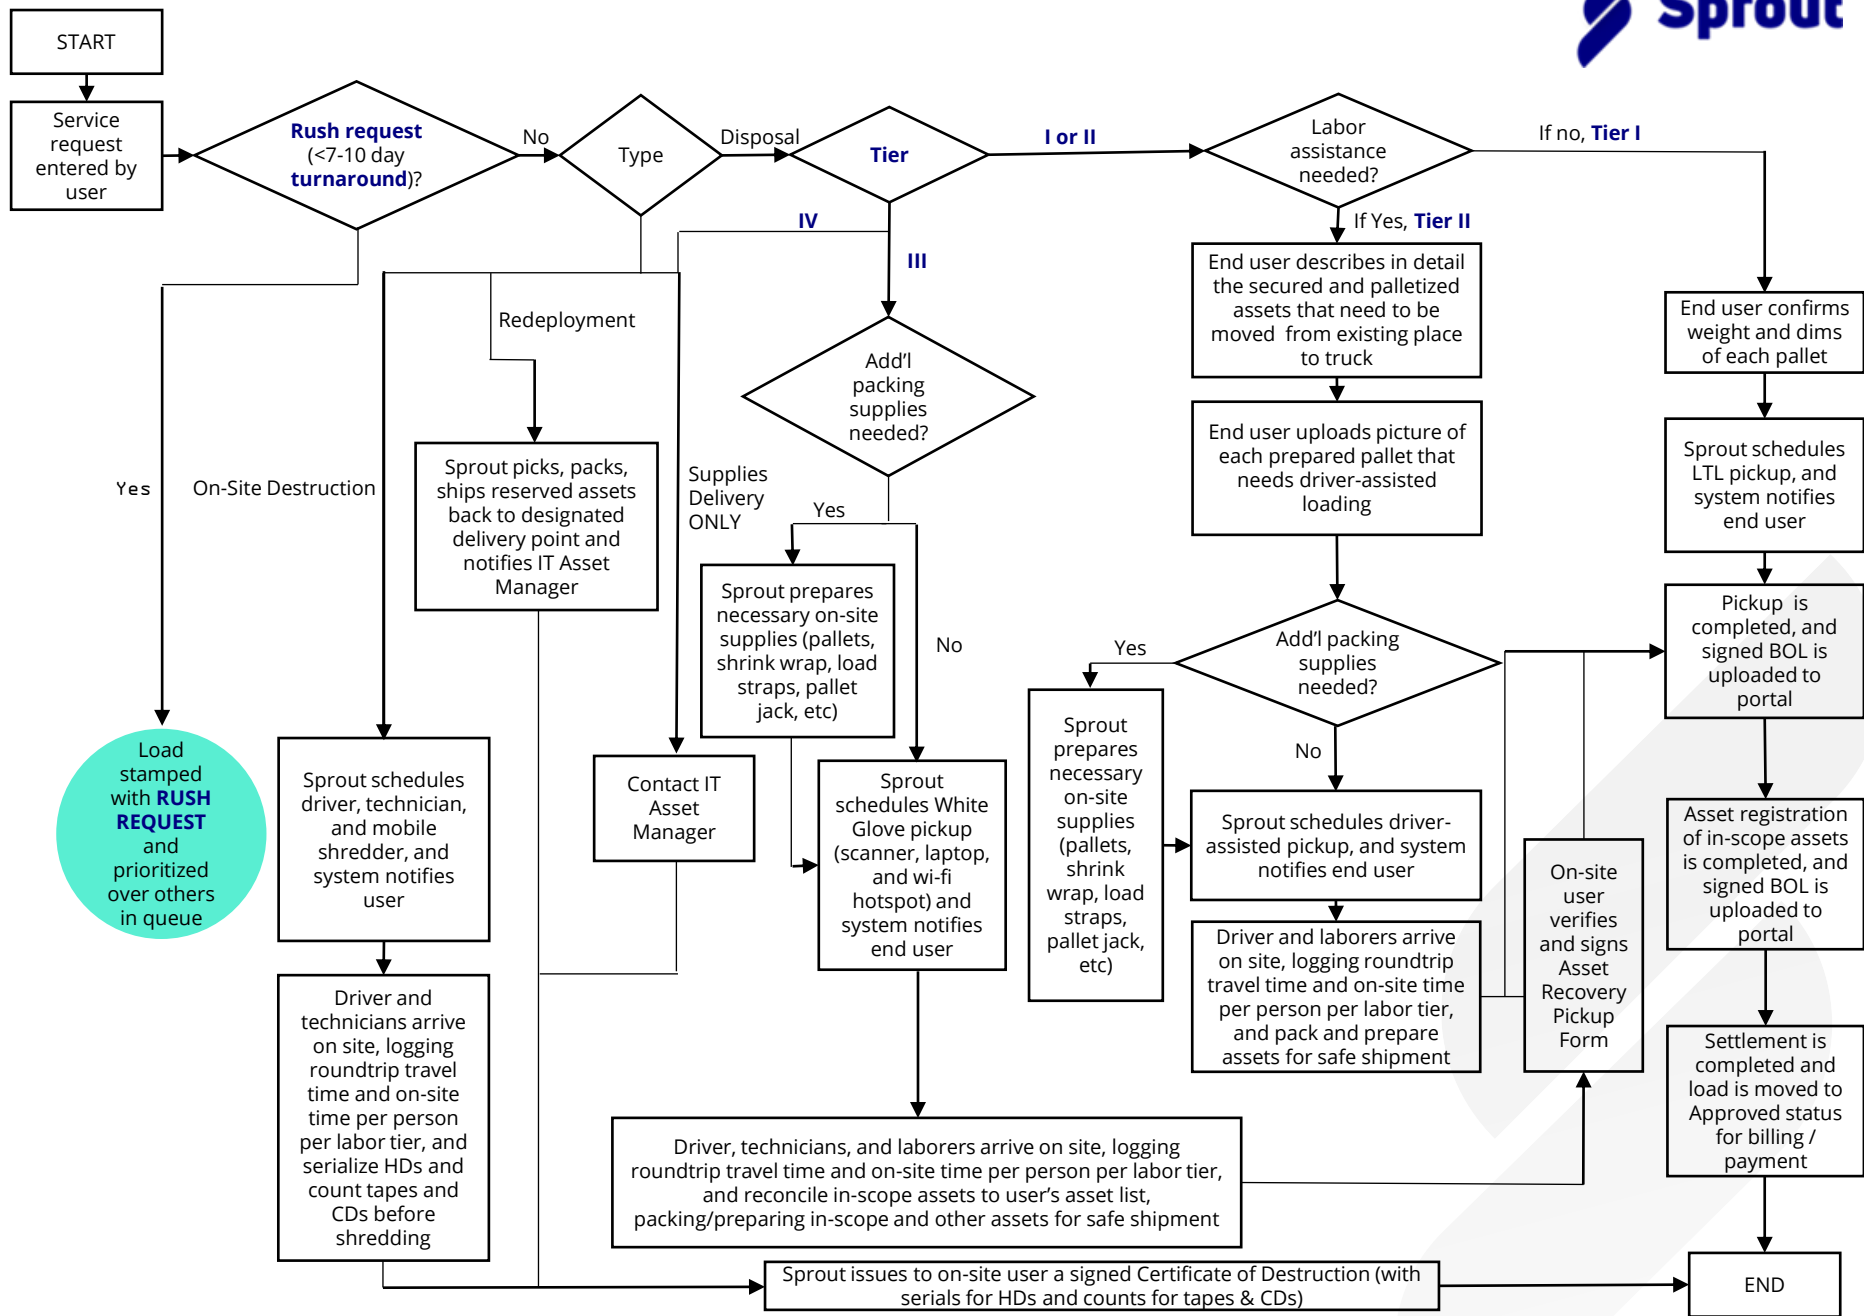 Sprout
START
Service
request
entered by
user
Rush request
(<7-10 day
turnaround)?
No
Type
Disposal
Tier
I or II
Labor
assistance
needed?
If no, Tier I
If Yes, Tier II
IV
III
Yes
On-Site Destruction
Redeployment
Supplies
Delivery
ONLY
Load
stamped
with RUSH
REQUEST
and
prioritized
over others
in queue
Sprout schedules
driver, technician,
and mobile
shredder, and
system notifies
user
Driver and
technicians arrive
on site, logging
roundtrip travel
time and on-site
time per person
per labor tier, and
serialize HDs and
count tapes and
CDs before
shredding
Sprout picks, packs,
ships reserved assets
back to designated
delivery point and
notifies IT Asset
Manager
Contact IT
Asset
Manager
Add’l
packing
supplies
needed?
Yes
No
Sprout prepares
necessary on-site
supplies (pallets,
shrink wrap, load
straps, pallet
jack, etc)
Sprout
schedules White
Glove pickup
(scanner, laptop,
and wi-fi
hotspot) and
system notifies
end user
Driver, technicians, and laborers arrive on site, logging
roundtrip travel time and on-site time per person per labor tier,
and reconcile in-scope assets to user’s asset list,
packing/preparing in-scope and other assets for safe shipment
End user describes in detail
the secured and palletized
assets that need to be
moved from existing place
to truck
End user uploads picture of
each prepared pallet that
needs driver-assisted
loading
Add’l packing
supplies
needed?
Yes
No
Sprout
prepares
necessary
on-site
supplies
(pallets,
shrink
wrap, load
straps,
pallet jack,
etc)
Sprout schedules driver-
assisted pickup, and system
notifies end user
Driver and laborers arrive
on site, logging roundtrip
travel time and on-site time
per person per labor tier,
and pack and prepare
assets for safe shipment
On-site
user
verifies
and signs
Asset
Recovery
Pickup
Form
End user confirms
weight and dims
of each pallet
Sprout schedules
LTL pickup, and
system notifies
end user
Pickup is
completed, and
signed BOL is
uploaded to
portal
Asset registration
of in-scope assets
is completed, and
signed BOL is
uploaded to
portal
Settlement is
completed and
load is moved to
Approved status
for billing /
payment
Sprout issues to on-site user a signed Certificate of Destruction (with
serials for HDs and counts for tapes & CDs)
END